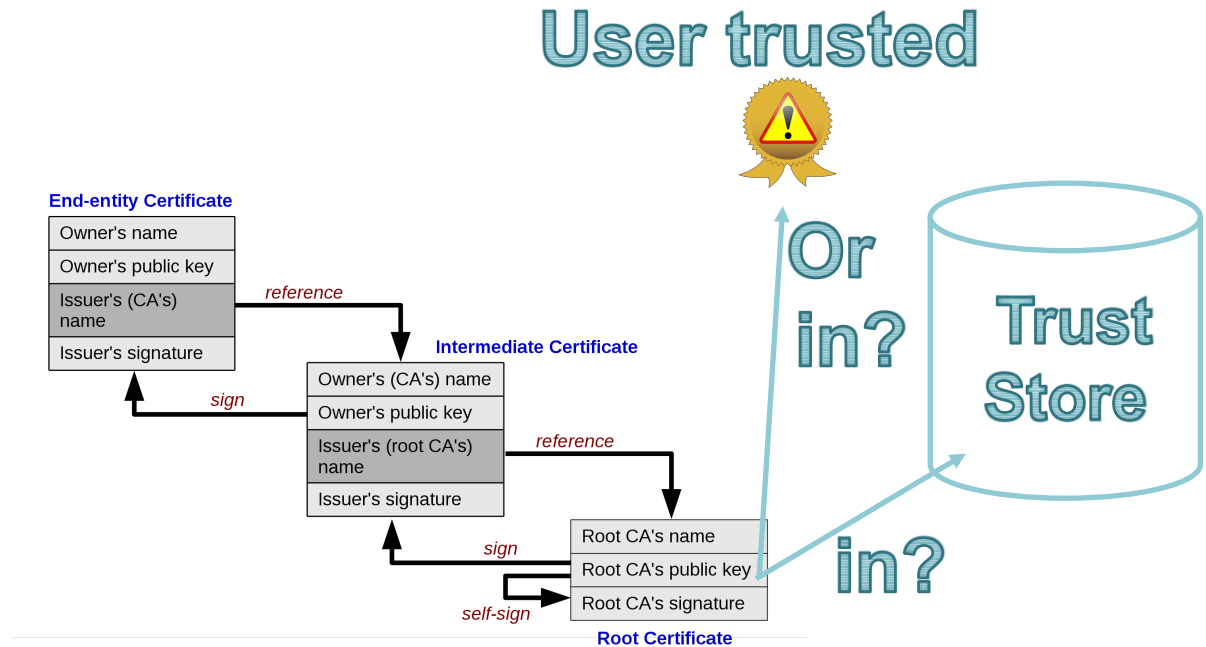 User trusted
End-entity Certificate
Owner's name
Owner's public key
Issuer's (CA's)
name
Issuer's signature
reference
sign
Intermediate Certificate
Owner's (CA's) name
Owner's public key
Issuer's (root CA's)
name
Issuer's signature
reference
sign
self-sign
Root CA's name
Root CA's public key
Root CA's signature
Root Certificate
Or
in?
Trust
Store
in?